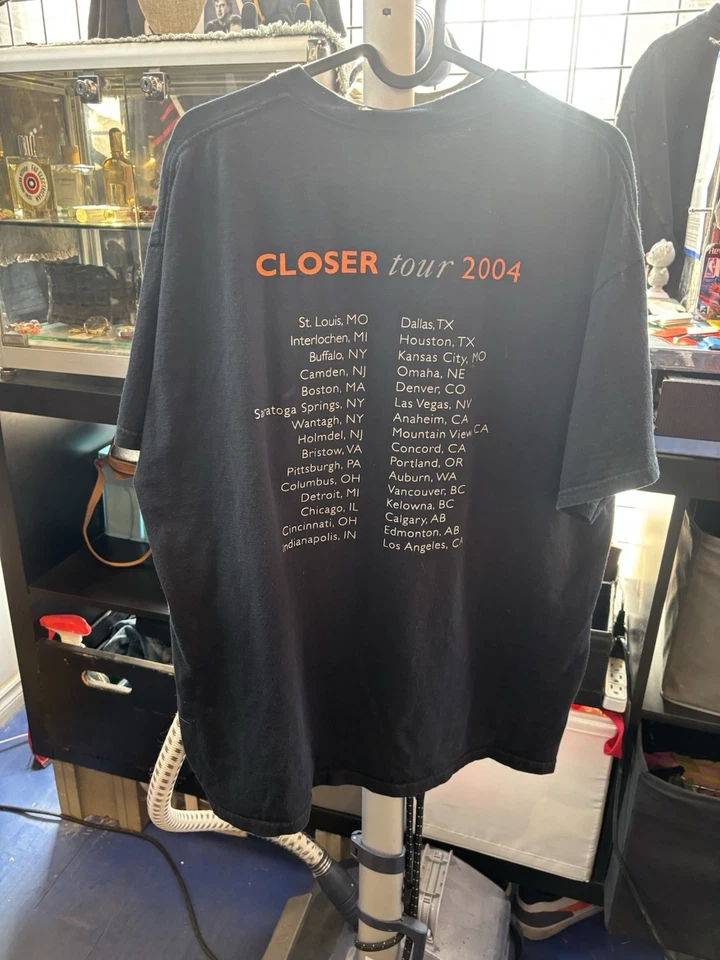 CLOSER tour 2004
St. Louis, MO
Interlochen, MI
Buffalo, NY
Camden, NJ
Boston, MA
Saratoga Springs, NY
Wantagh, NY
Holmdel, NJ
Bristow, VA
Pittsburgh, PA
Columbus, OH
Detroit, MI
Chicago, IL
Cincinnati, OH
Indianapolis, IN
Dallas, TX
Houston, TX
Kansas City, MO
Omaha, NE
Denver, CO
Las Vegas, NV
Anaheim, CA
Mountain View, CA
Concord, CA
Portland, OR
Auburn, WA
Vancouver, BC
Kelowna, BC
Calgary, AB
Edmonton, AB
Los Angeles, CA